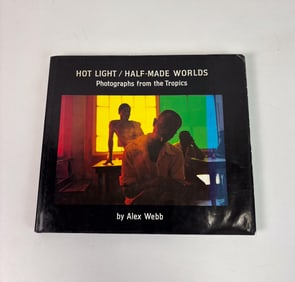 HOT LIGHT / HALF-MADE WORLDS
Photographs from the Tropics
by Alex Webb